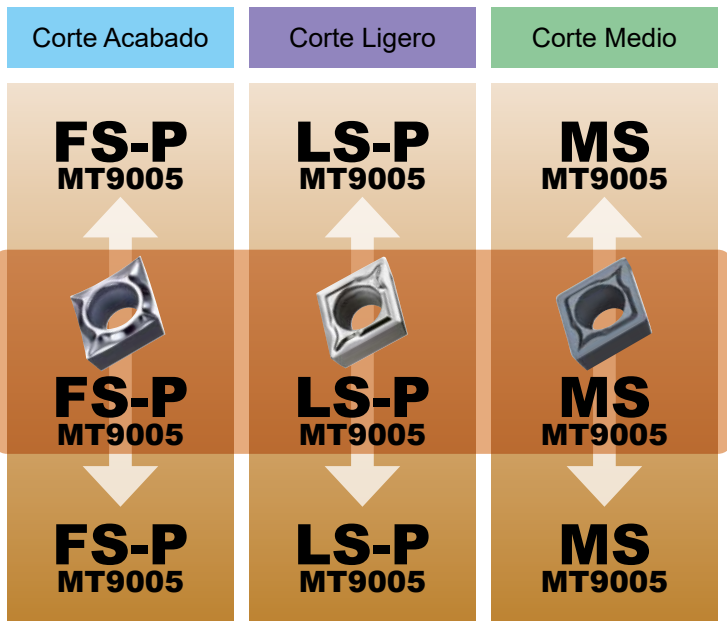 Corte Acabado
Corte Ligero
Corte Medio
FS-P
MT9005
LS-P
MT9005
MS
MT9005
FS-P
MT9005
LS-P
MT9005
MS
MT9005
FS-P
MT9005
LS-P
MT9005
MS
MT9005